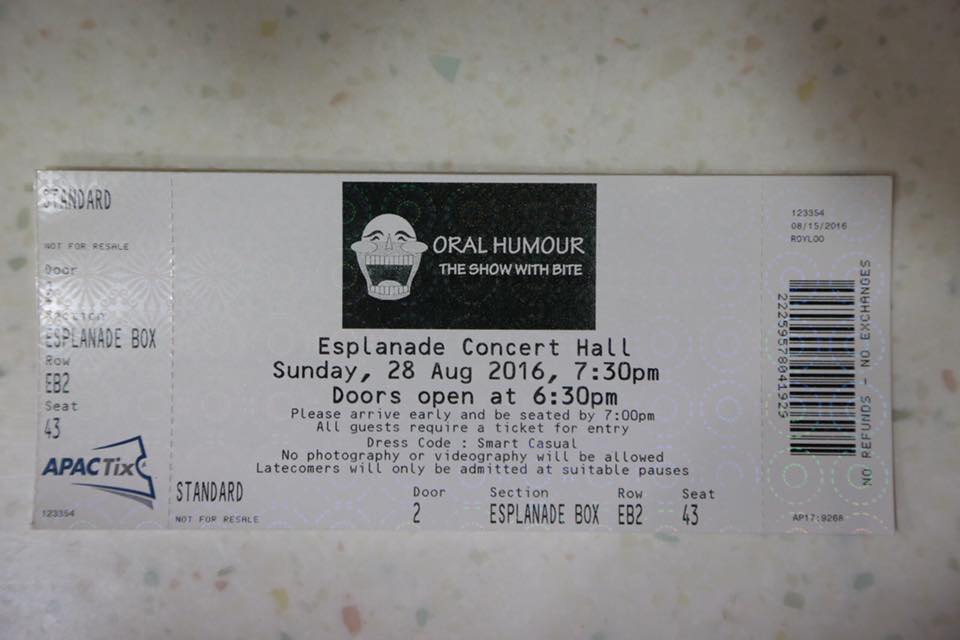 STANDARD
NOT FOR RESALE
Door
Section
ESPLANADE BOX
Row
EB2
Seat
43
APACTix
123354
ORAL HUMOUR
THE SHOW WITH BITE
Esplanade Concert Hall
Sunday, 28 Aug 2016, 7:30pm
Doors open at 6:30pm
Please arrive early and be seated by 7:00pm
All guests require a ticket for entry
Dress Code : Smart Casual
No photography or videography will be allowed
Latecomers will only be admitted at suitable pauses
STANDARD
NOT FOR RESALE
Door Section Row Seat
2 ESPLANADE BOX EB2 43
123354
08/15/2016
ROYLOO
2225957804192​9
NO REFUNDS - NO EXCHANGES
AP17:9268